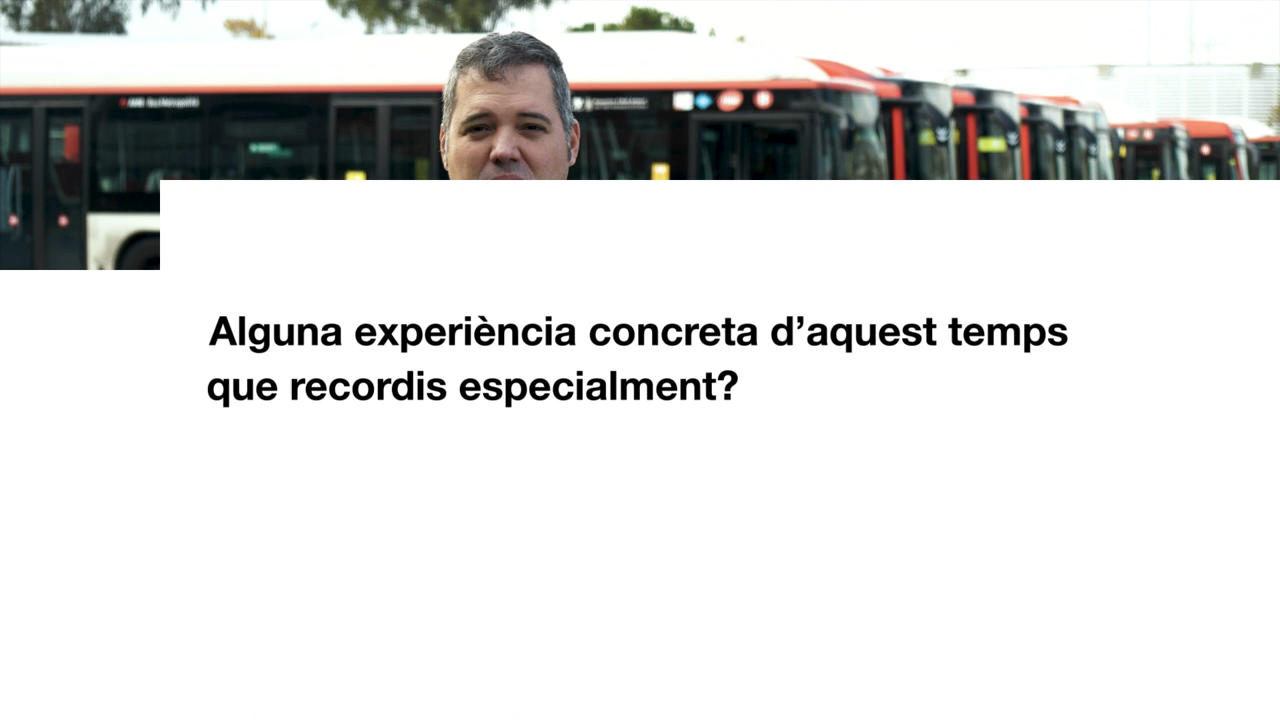 Alguna experiència concreta d’aquest temps
que recordis especialment?